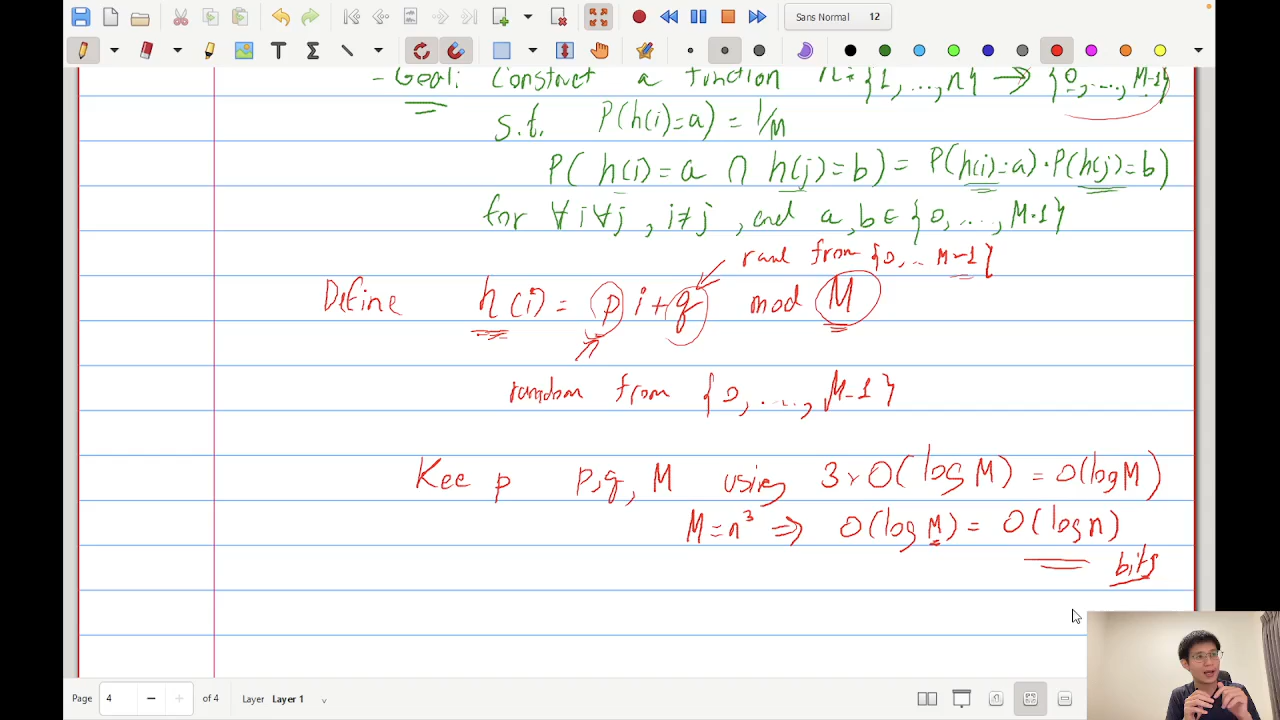 Sans Normal 12
- Goal: Construct a function h: {1, ..., n} → {0, ..., M-1}
s.t. P(h(i)=a) = 1/M
P( h(i)=a ∩ h(j)=b ) = P(h(i)=a)·P(h(j)=b)
for ∀i∀j, i≠j, and a,b ∈ {0, ..., M-1}
rand from {0, .. M-1}
Define h(i) = p i + q mod M
random from {0, ...., M-1}
Kee p p,q, M using 3×O(log M) = O(log M)
M=n³ ⇒ O(log M) = O(log n)
bits
Page 4 of 4 Layer Layer 1